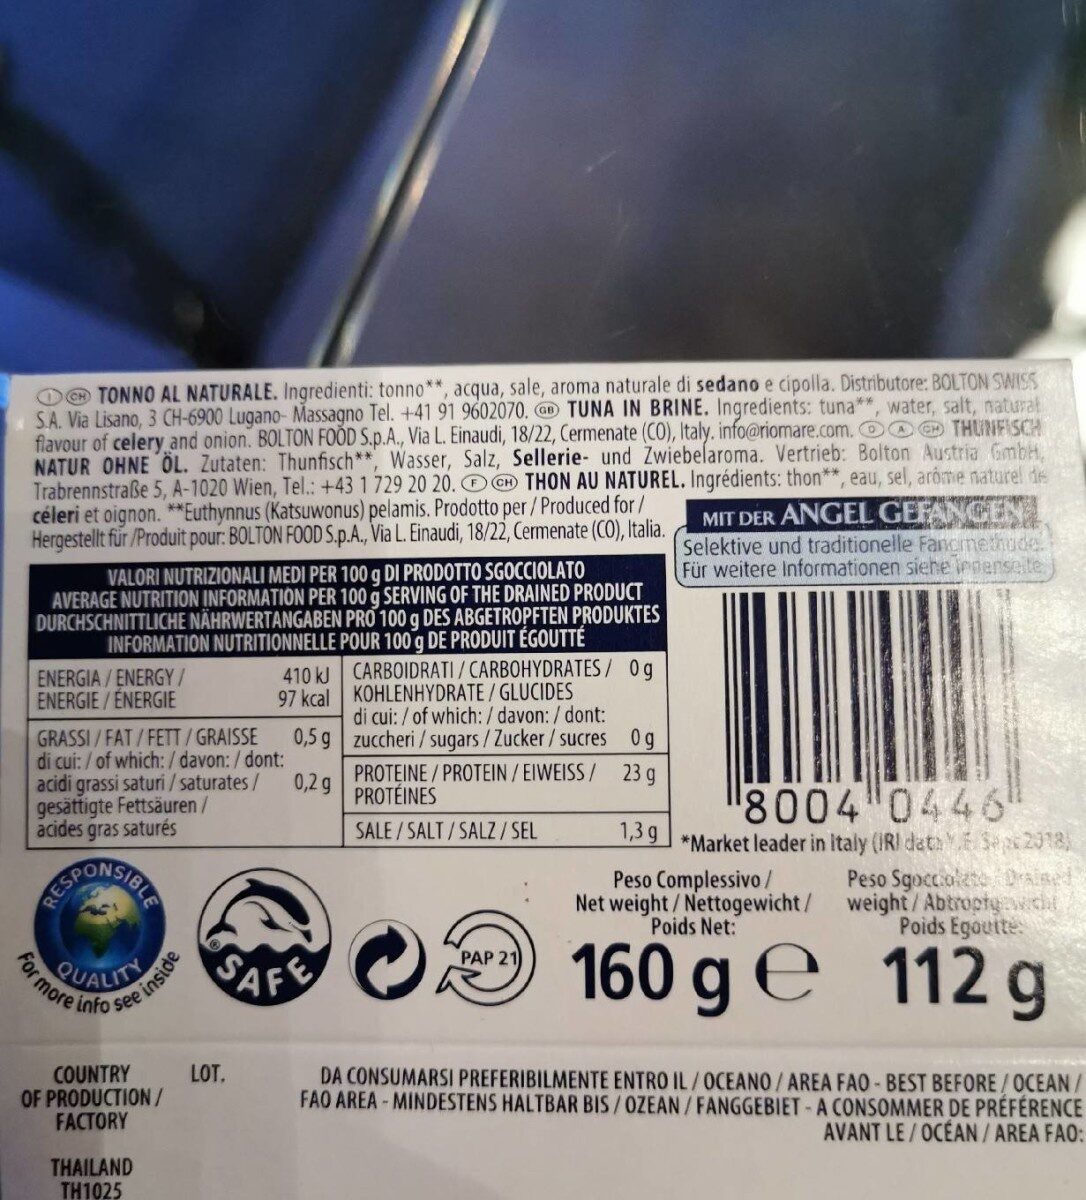 I CH TONNO AL NATURALE. Ingredienti: tonno**, acqua, sale, aroma naturale di sedano e cipolla. Distributore: BOLTON SWISS
S.A. Via Lisano, 3 CH-6900 Lugano- Massagno Tel. +41 91 9602070. GB TUNA IN BRINE. Ingredients: tuna**, water, salt, natural
flavour of celery and onion. BOLTON FOOD S.p.A., Via L. Einaudi, 18/22, Cermenate (CO), Italy. info@riomare.com. D A CH THUNFISCH
NATUR OHNE ÖL. Zutaten: Thunfisch**, Wasser, Salz, Sellerie- und Zwiebelaroma. Vertrieb: Bolton Austria GmbH,
Trabrennstraße 5, A-1020 Wien, Tel.: +43 1 729 20 20. F CH THON AU NATUREL. Ingrédients: thon**, eau, sel, arôme naturel de
céleri et oignon. **Euthynnus (Katsuwonus) pelamis. Prodotto per / Produced for /
Hergestellt für /Produit pour: BOLTON FOOD S.p.A., Via L. Einaudi, 18/22, Cermenate (CO), Italia.
MIT DER ANGEL GEFANGEN
Selektive und traditionelle Fangmethode.
Für weitere Informationen siehe Innenseite
VALORI NUTRIZIONALI MEDI PER 100 g DI PRODOTTO SGOCCIOLATO
AVERAGE NUTRITION INFORMATION PER 100 g SERVING OF THE DRAINED PRODUCT
DURCHSCHNITTLICHE NÄHRWERTANGABEN PRO 100 g DES ABGETROPFTEN PRODUKTES
INFORMATION NUTRITIONNELLE POUR 100 g DE PRODUIT ÉGOUTTÉ
ENERGIA / ENERGY / 410 kJ
ENERGIE / ÉNERGIE 97 kcal
GRASSI / FAT / FETT / GRAISSE 0,5 g
di cui: / of which: / davon: / dont:
acidi grassi saturi / saturates / 0,2 g
gesättigte Fettsäuren /
acides gras saturés
CARBOIDRATI / CARBOHYDRATES / 0 g
KOHLENHYDRATE / GLUCIDES
di cui: / of which: / davon: / dont:
zuccheri / sugars / Zucker / sucres 0 g
PROTEINE / PROTEIN / EIWEISS / 23 g
PROTÉINES
SALE / SALT / SALZ / SEL 1,3 g
8004 0446
*Market leader in Italy (IRI data Sept 2018)
RESPONSIBLE
QUALITY
For more info see inside
® SAFE
PAP 21
Peso Complessivo /
Net weight / Nettogewicht /
Poids Net:
160 g e
Peso Sgocciolato / Drained
weight / Abtropfgewicht
Poids Égoutté:
112 g
COUNTRY
OF PRODUCTION /
FACTORY
THAILAND
TH1025
LOT.
DA CONSUMARSI PREFERIBILMENTE ENTRO IL / OCEANO / AREA FAO - BEST BEFORE / OCEAN /
FAO AREA - MINDESTENS HALTBAR BIS / OZEAN / FANGGEBIET - A CONSOMMER DE PRÉFÉRENCE
AVANT LE / OCÉAN / AREA FAO: